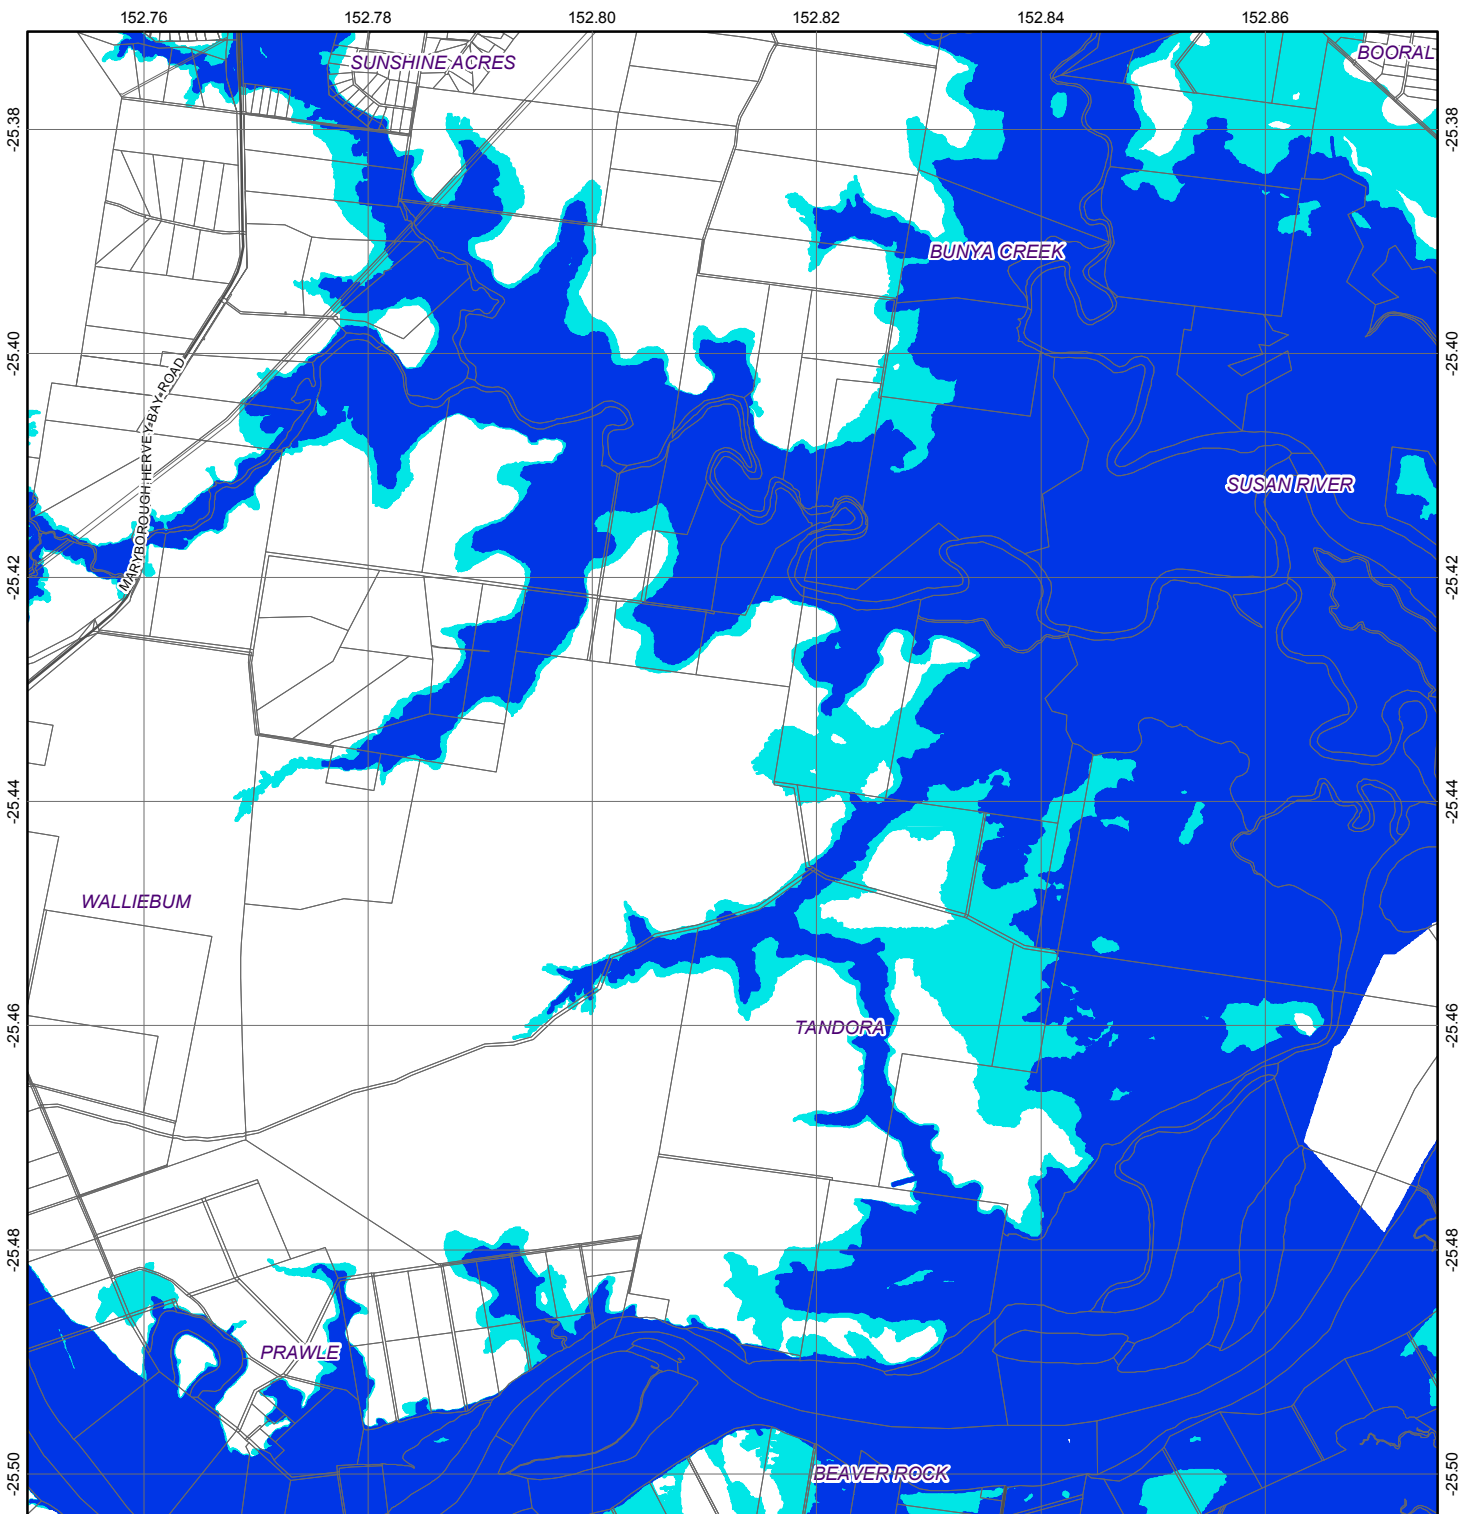 152.76 152.78 152.80 152.82 152.84 152.86
SUNSHINE ACRES
BOORAL
-25.38 -25.38
BUNYA CREEK
-25.40 -25.40
MARYBOROUGH HERVEY BAY ROAD
SUSAN RIVER
-25.42 -25.42
-25.44 -25.44
WALLIEBUM
-25.46 -25.46
TANDORA
-25.48 -25.48
PRAWLE
BEAVER ROCK
-25.50 -25.50